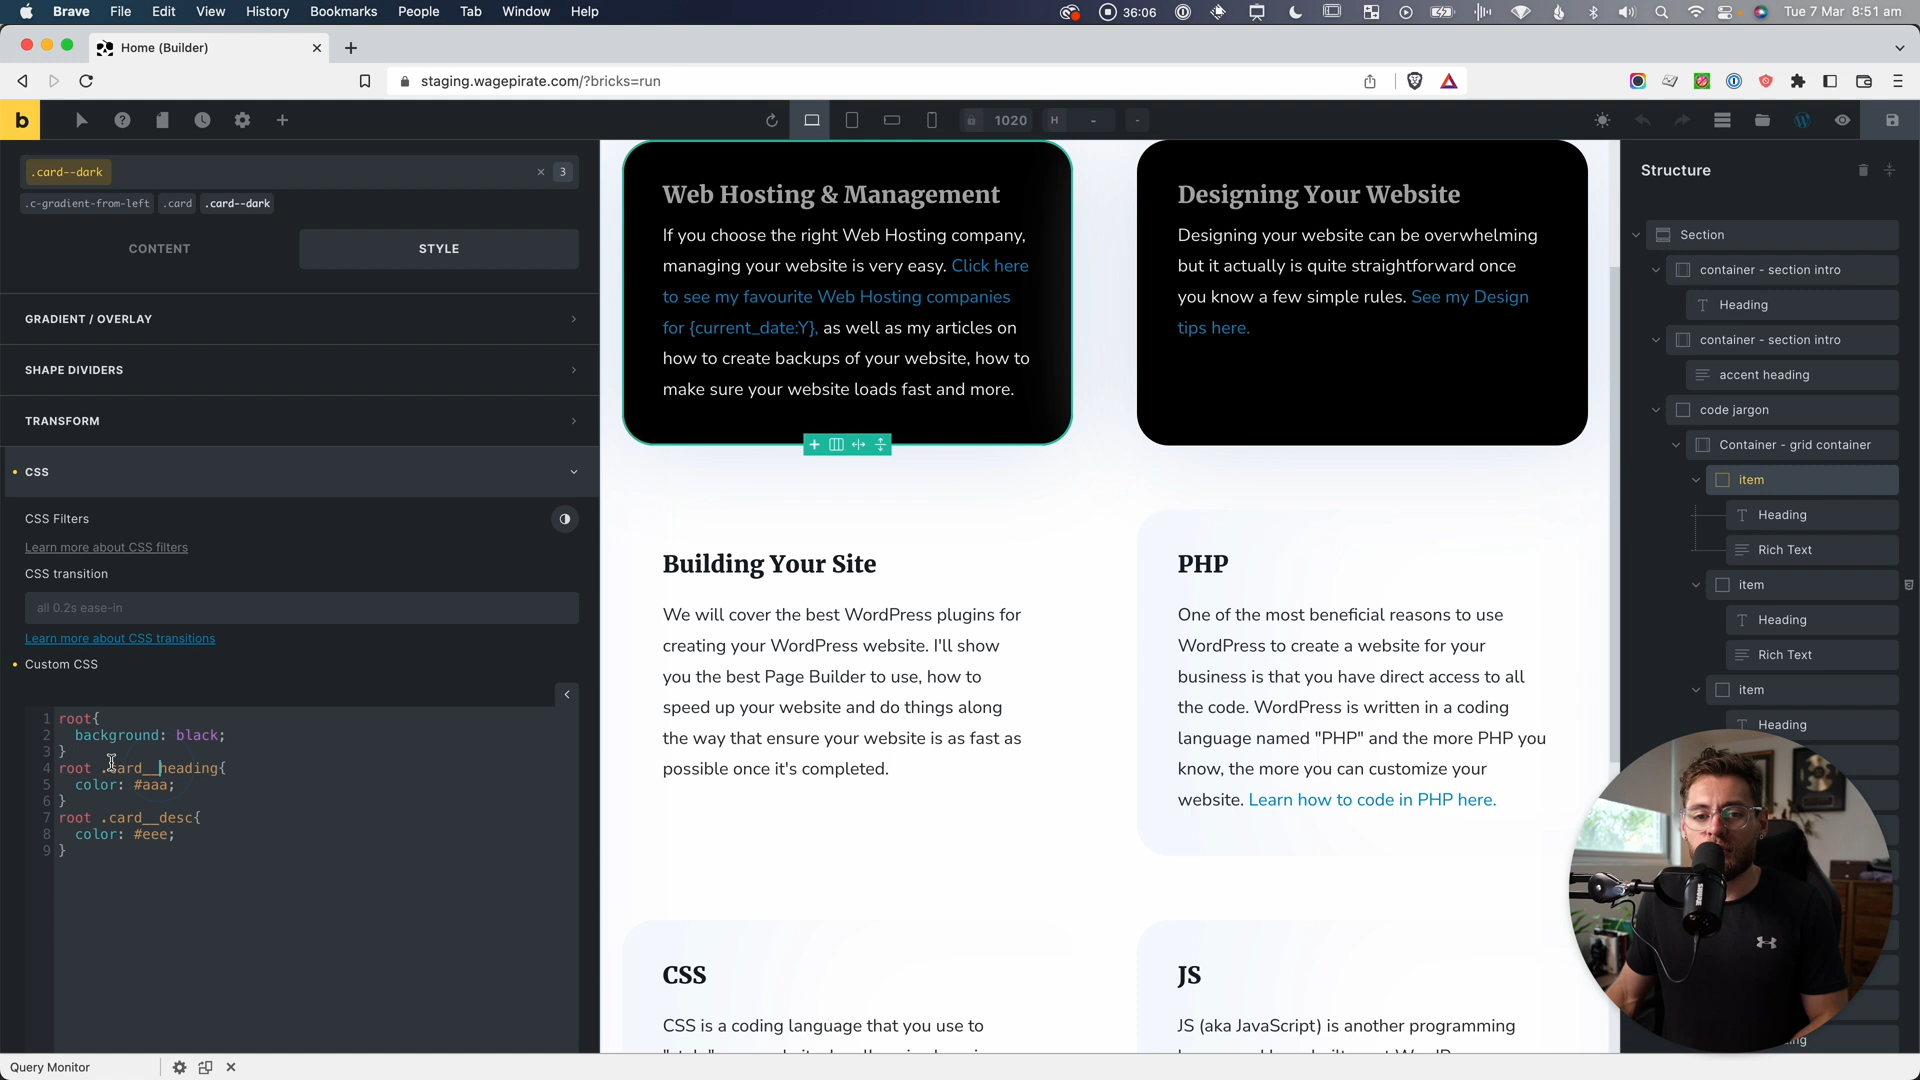 Brave File Edit View History Bookmarks People Tab Window Help
36:06
Tue 7 Mar 8:51 am
Home (Builder)
staging.wagepirate.com/?bricks=run
b
1020 H - -
.card--dark
3
.c-gradient-from-left .card .card--dark
CONTENT STYLE
GRADIENT / OVERLAY
SHAPE DIVIDERS
TRANSFORM
CSS
CSS Filters
Learn more about CSS filters
CSS transition
all 0.2s ease-in
Learn more about CSS transitions
Custom CSS
1 root{
2 background: black;
3 }
4 root .card__heading{
5 color: #aaa;
6 }
7 root .card__desc{
8 color: #eee;
9 }
Query Monitor
Web Hosting & Management
If you choose the right Web Hosting company,
managing your website is very easy. Click here
to see my favourite Web Hosting companies
for {current_date:Y}, as well as my articles on
how to create backups of your website, how to
make sure your website loads fast and more.
Designing Your Website
Designing your website can be overwhelming
but it actually is quite straightforward once
you know a few simple rules. See my Design
tips here.
Building Your Site
We will cover the best WordPress plugins for
creating your WordPress website. I'll show
you the best Page Builder to use, how to
speed up your website and do things along
the way that ensure your website is as fast as
possible once it's completed.
PHP
One of the most beneficial reasons to use
WordPress to create a website for your
business is that you have direct access to all
the code. WordPress is written in a coding
language named "PHP" and the more PHP you
know, the more you can customize your
website. Learn how to code in PHP here.
CSS
CSS is a coding language that you use to
JS
JS (aka JavaScript) is another programming
Structure
Section
container - section intro
Heading
container - section intro
accent heading
code jargon
Container - grid container
item
Heading
Rich Text
item
Heading
Rich Text
item
Heading